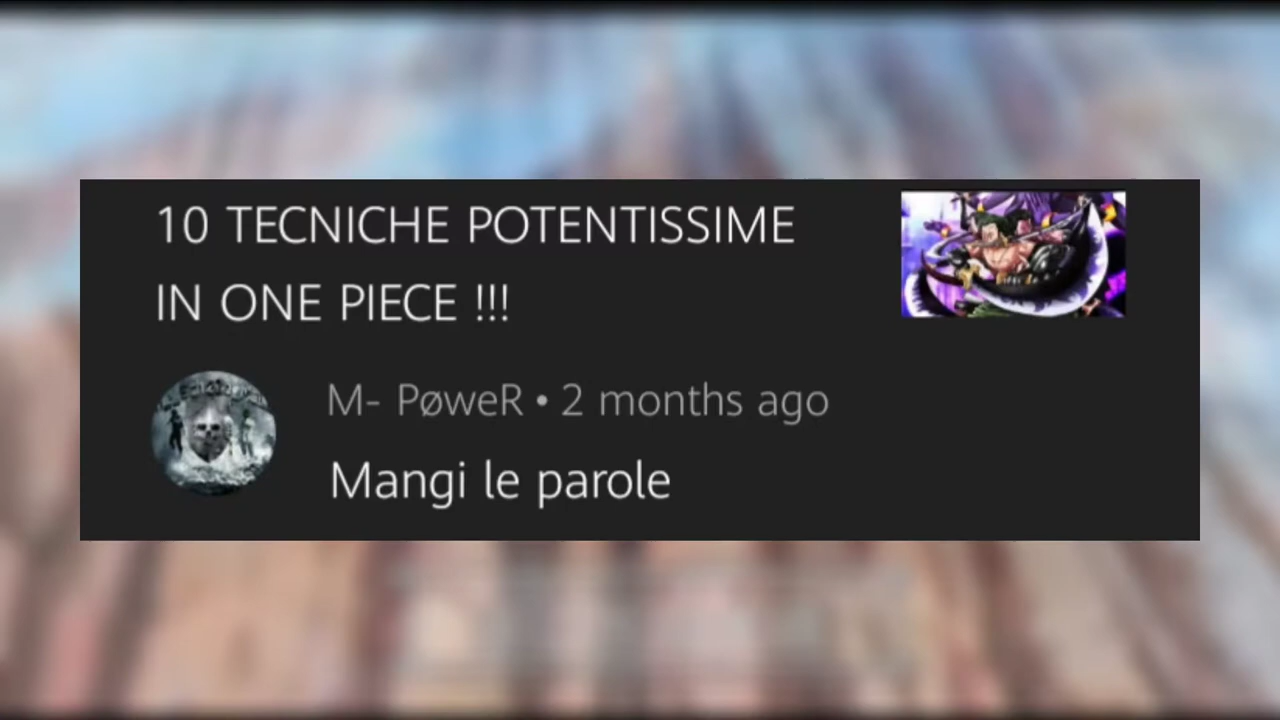 10 TECNICHE POTENTISSIME
IN ONE PIECE !!!
M- PøweR • 2 months ago
Mangi le parole